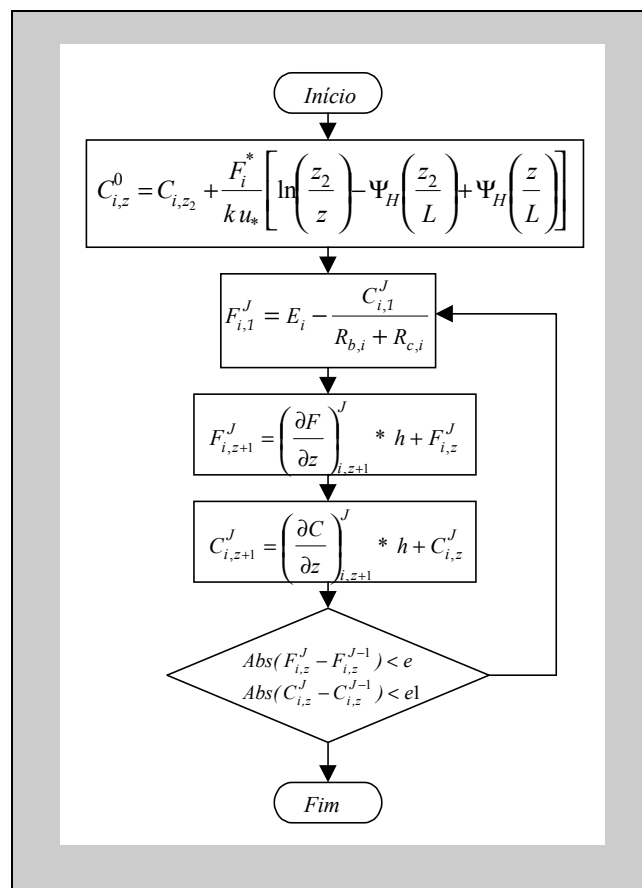 Início
C^0_{i,z} = C_{i,z_2} + \frac{F_i^*}{k u_*} \left[ \ln\left(\frac{z_2}{z}\right) - \Psi_H\left(\frac{z_2}{L}\right) + \Psi_H\left(\frac{z}{L}\right) \right]
F^J_{i,1} = E_i - \frac{C^J_{i,1}}{R_{b,i} + R_{c,i}}
F^J_{i,z+1} = \left(\frac{\partial F}{\partial z}\right)^J_{i,z+1} * h + F^J_{i,z}
C^J_{i,z+1} = \left(\frac{\partial C}{\partial z}\right)^J_{i,z+1} * h + C^J_{i,z}
Abs(F^J_{i,z} - F^{J-1}_{i,z}) < e
Abs(C^J_{i,z} - C^{J-1}_{i,z}) < e1
Fim